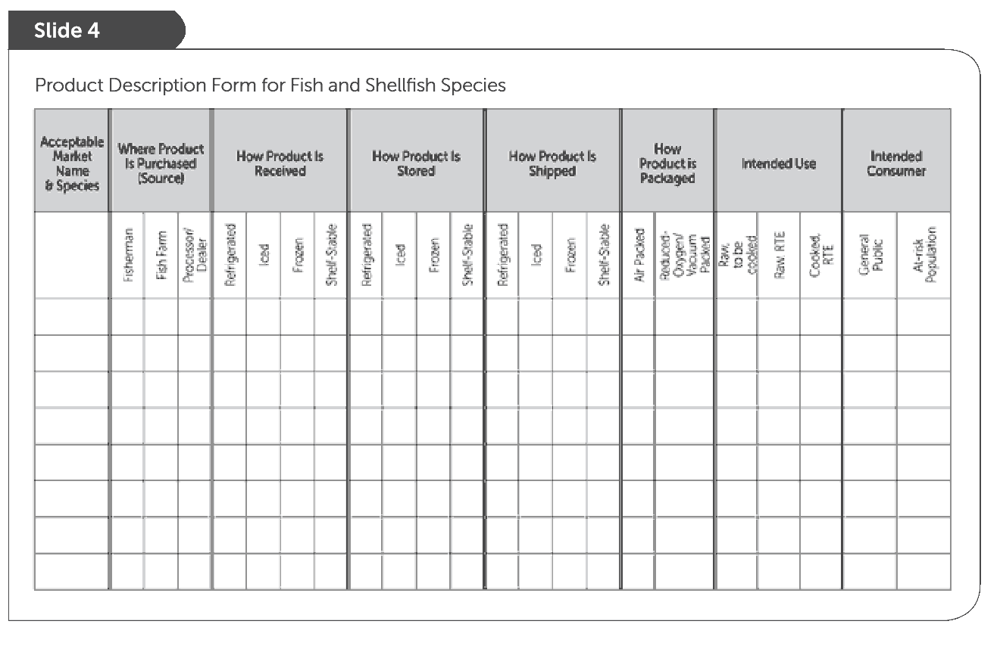 Slide 4
Product Description Form for Fish and Shellfish Species
Acceptable
Market
Name
& Species
Where Product
Is Purchased
(Source)
How Product Is
Received
How Product Is
Stored
How Product Is
Shipped
How
Product is
Packaged
Intended Use
Intended
Consumer
Fisherman
Fish Farm
Processor/
Dealer
Refrigerated
Iced
Frozen
Shelf-Stable
Refrigerated
Iced
Frozen
Shelf-Stable
Refrigerated
Iced
Frozen
Shelf-Stable
Air Packed
Reduced-
Oxygen/
Vacuum
Packed
Raw,
to be
cooked
Raw. RTE
Cooked,
RTE
General
Public
At-risk
Population